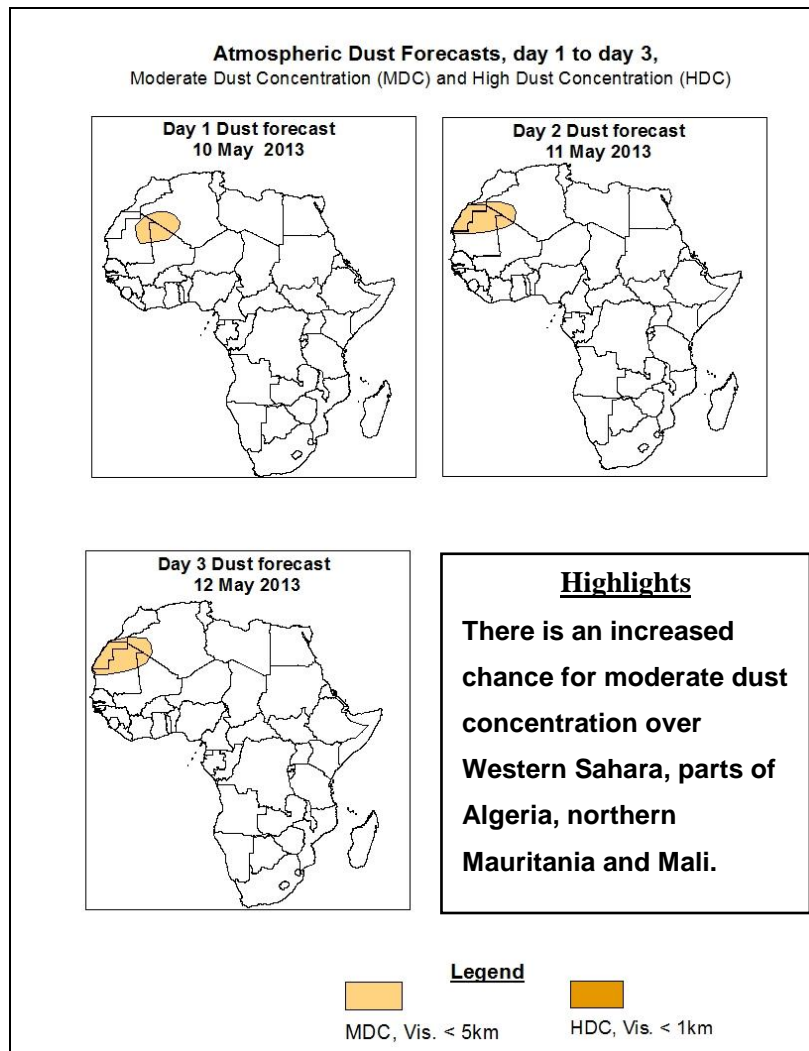 Atmospheric Dust Forecasts, day 1 to day 3,
Moderate Dust Concentration (MDC) and High Dust Concentration (HDC)
Day 1 Dust forecast
10 May 2013
Day 2 Dust forecast
11 May 2013
Day 3 Dust forecast
12 May 2013
Highlights
There is an increased
chance for moderate dust
concentration over
Western Sahara, parts of
Algeria, northern
Mauritania and Mali.
Legend
MDC, Vis. < 5km
HDC, Vis. < 1km